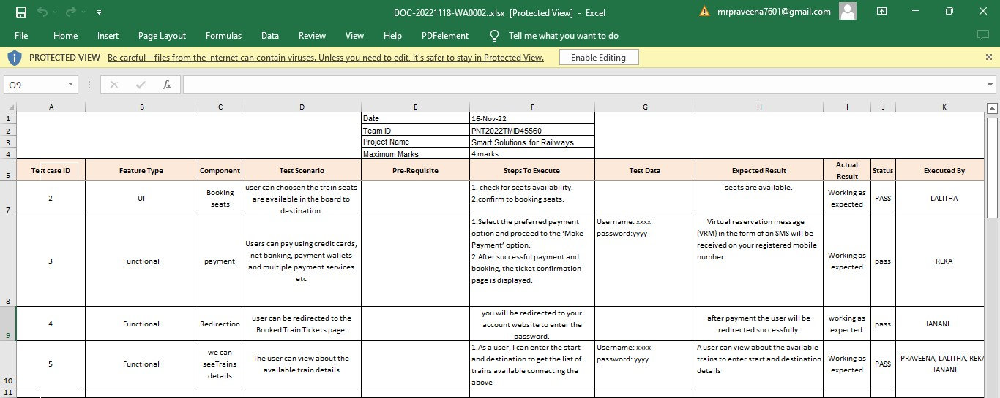 DOC-20221118-WA0002..xlsx [Protected View] - Excel
mrpraveena7601@gmail.com
File Home Insert Page Layout Formulas Data Review View Help PDFelement Tell me what you want to do
PROTECTED VIEW Be careful—files from the Internet can contain viruses. Unless you need to edit, it's safer to stay in Protected View. Enable Editing
O9 fx
A B C D E F G H I J K
1 Date 16-Nov-22
2 Team ID PNT2022TMID45560
3 Project Name Smart Solutions for Railways
4 Maximum Marks 4 marks
5 Test case ID Feature Type Component Test Scenario Pre-Requisite Steps To Execute Test Data Expected Result Actual Result Status Executed By
7
2
UI
Booking
seats
user can choosen the train seats
are available in the board to
destination.
1. check for seats availability.
2.confirm to booking seats.
seats are available.
Working as
expected
PASS
LALITHA
8
3
Functional
payment
Users can pay using credit cards,
net banking, payment wallets
and multiple payment services
etc
1.Select the preferred payment
option and proceed to the ‘Make
Payment’ option.
2.After successful payment and
booking, the ticket confirmation
page is displayed.
Username: xxxx
password:yyyy
Virtual reservation message
(VRM) in the form of an SMS will be
received on your registered mobile
number.
Working as
expected
pass
REKA
9
4
Functional
Redirection
user can be redirected to the
Booked Train Tickets page.
you will be redirected to your
account website to enter the
password.
after payment the user will be
redirected successfully.
working as
expected.
pass
JANANI
10
5
Functional
we can
seeTrains
details
The user can view about the
available train details
1.As a user, I can enter the start
and destination to get the list of
trains available connecting the
above
Username: xxxx
password: yyyy
A user can view about the available
trains to enter start and destination
details
Working as
expected
PASS
PRAVEENA, LALITHA, REKA
JANANI
11